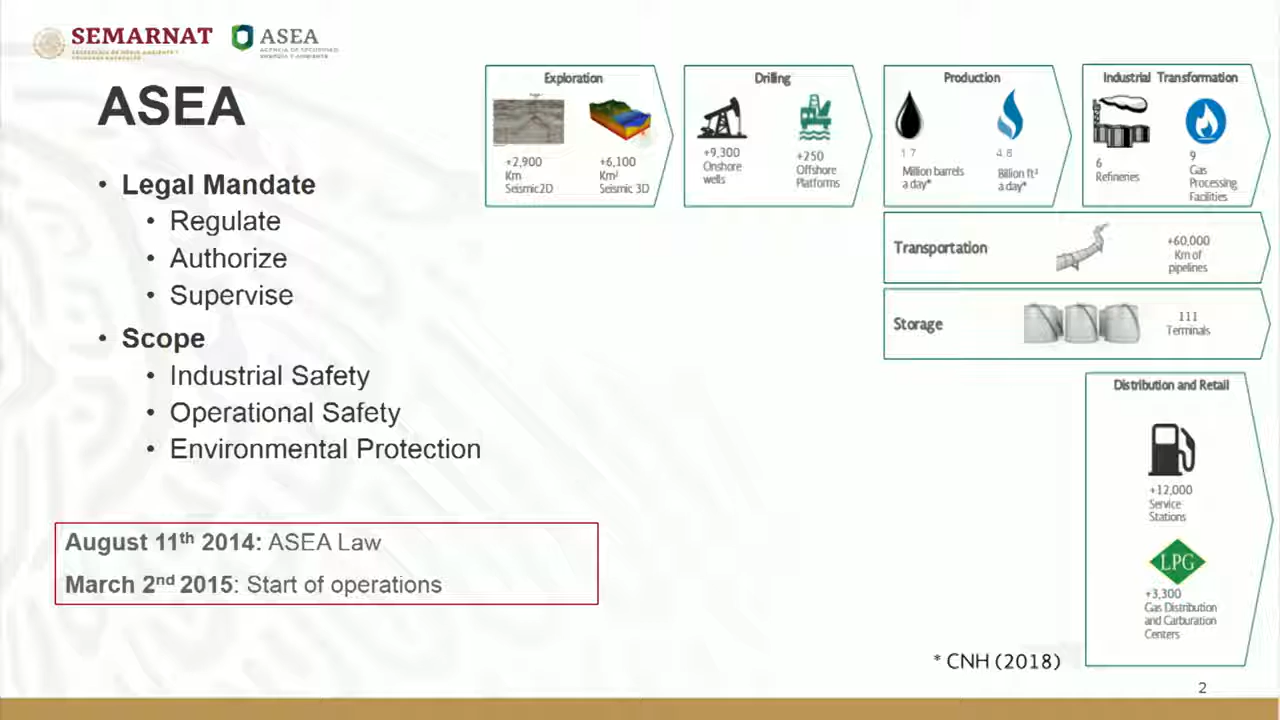 SEMARNAT
ASEA
ASEA
• Legal Mandate
• Regulate
• Authorize
• Supervise
• Scope
• Industrial Safety
• Operational Safety
• Environmental Protection
August 11th 2014: ASEA Law
March 2nd 2015: Start of operations
Exploration
+2,900
Km
Seismic2D
+6,100
Km²
Seismic 3D
Drilling
+9,300
Onshore
wells
+250
Offshore
Platforms
Production
1.7
Million barrels
a day*
4.8
Billion ft³
a day*
Industrial Transformation
6
Refineries
9
Gas
Processing
Facilities
Transportation
+60,000
Km of
pipelines
Storage
111
Terminals
Distribution and Retail
+12,000
Service
Stations
LPG
+3,300
Gas Distribution
and Carburation
Centers
* CNH (2018)
2